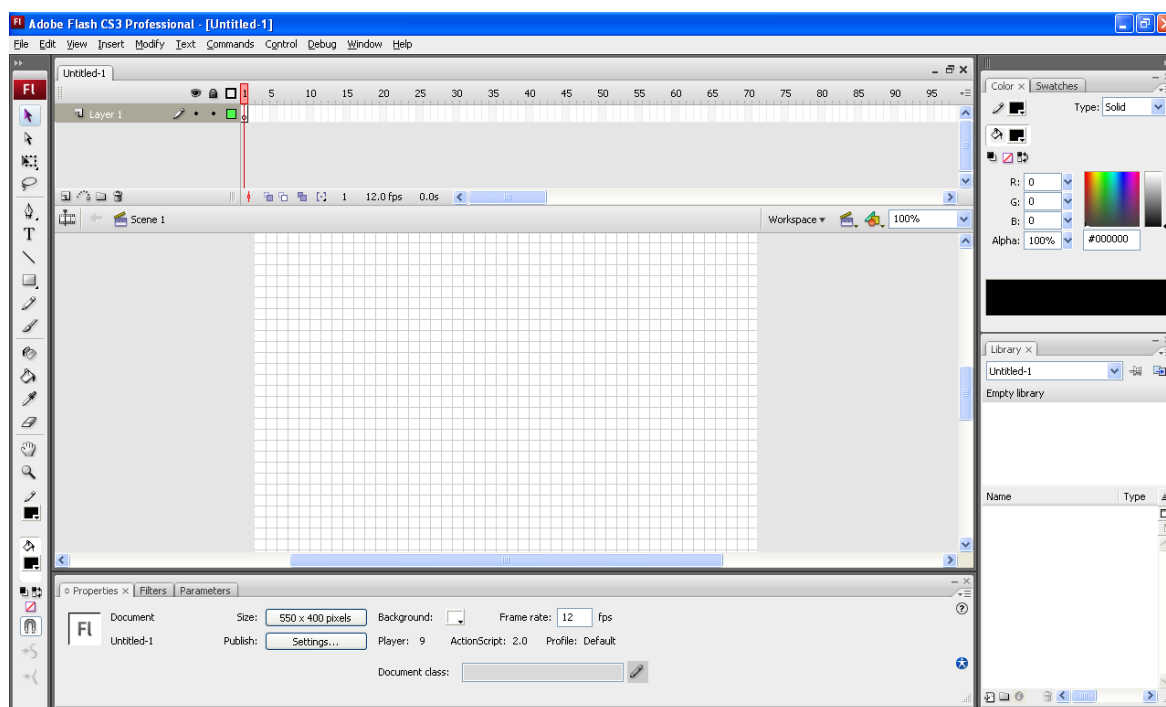 Fl Adobe Flash CS3 Professional - [Untitled-1]
File Edit View Insert Modify Text Commands Control Debug Window Help
Untitled-1
Fl
1 5 10 15 20 25 30 35 40 45 50 55 60 65 70 75 80 85 90 95
Layer 1
1 12.0 fps 0.0s
Scene 1 Workspace 100%
T
Color × Swatches
Type: Solid
R: 0
G: 0
B: 0
Alpha: 100% #000000
Library ×
Untitled-1
Empty library
Name Type
Properties × Filters Parameters
Fl
Document Size: 550 x 400 pixels Background: Frame rate: 12 fps
Untitled-1 Publish: Settings... Player: 9 ActionScript: 2.0 Profile: Default
Document class: